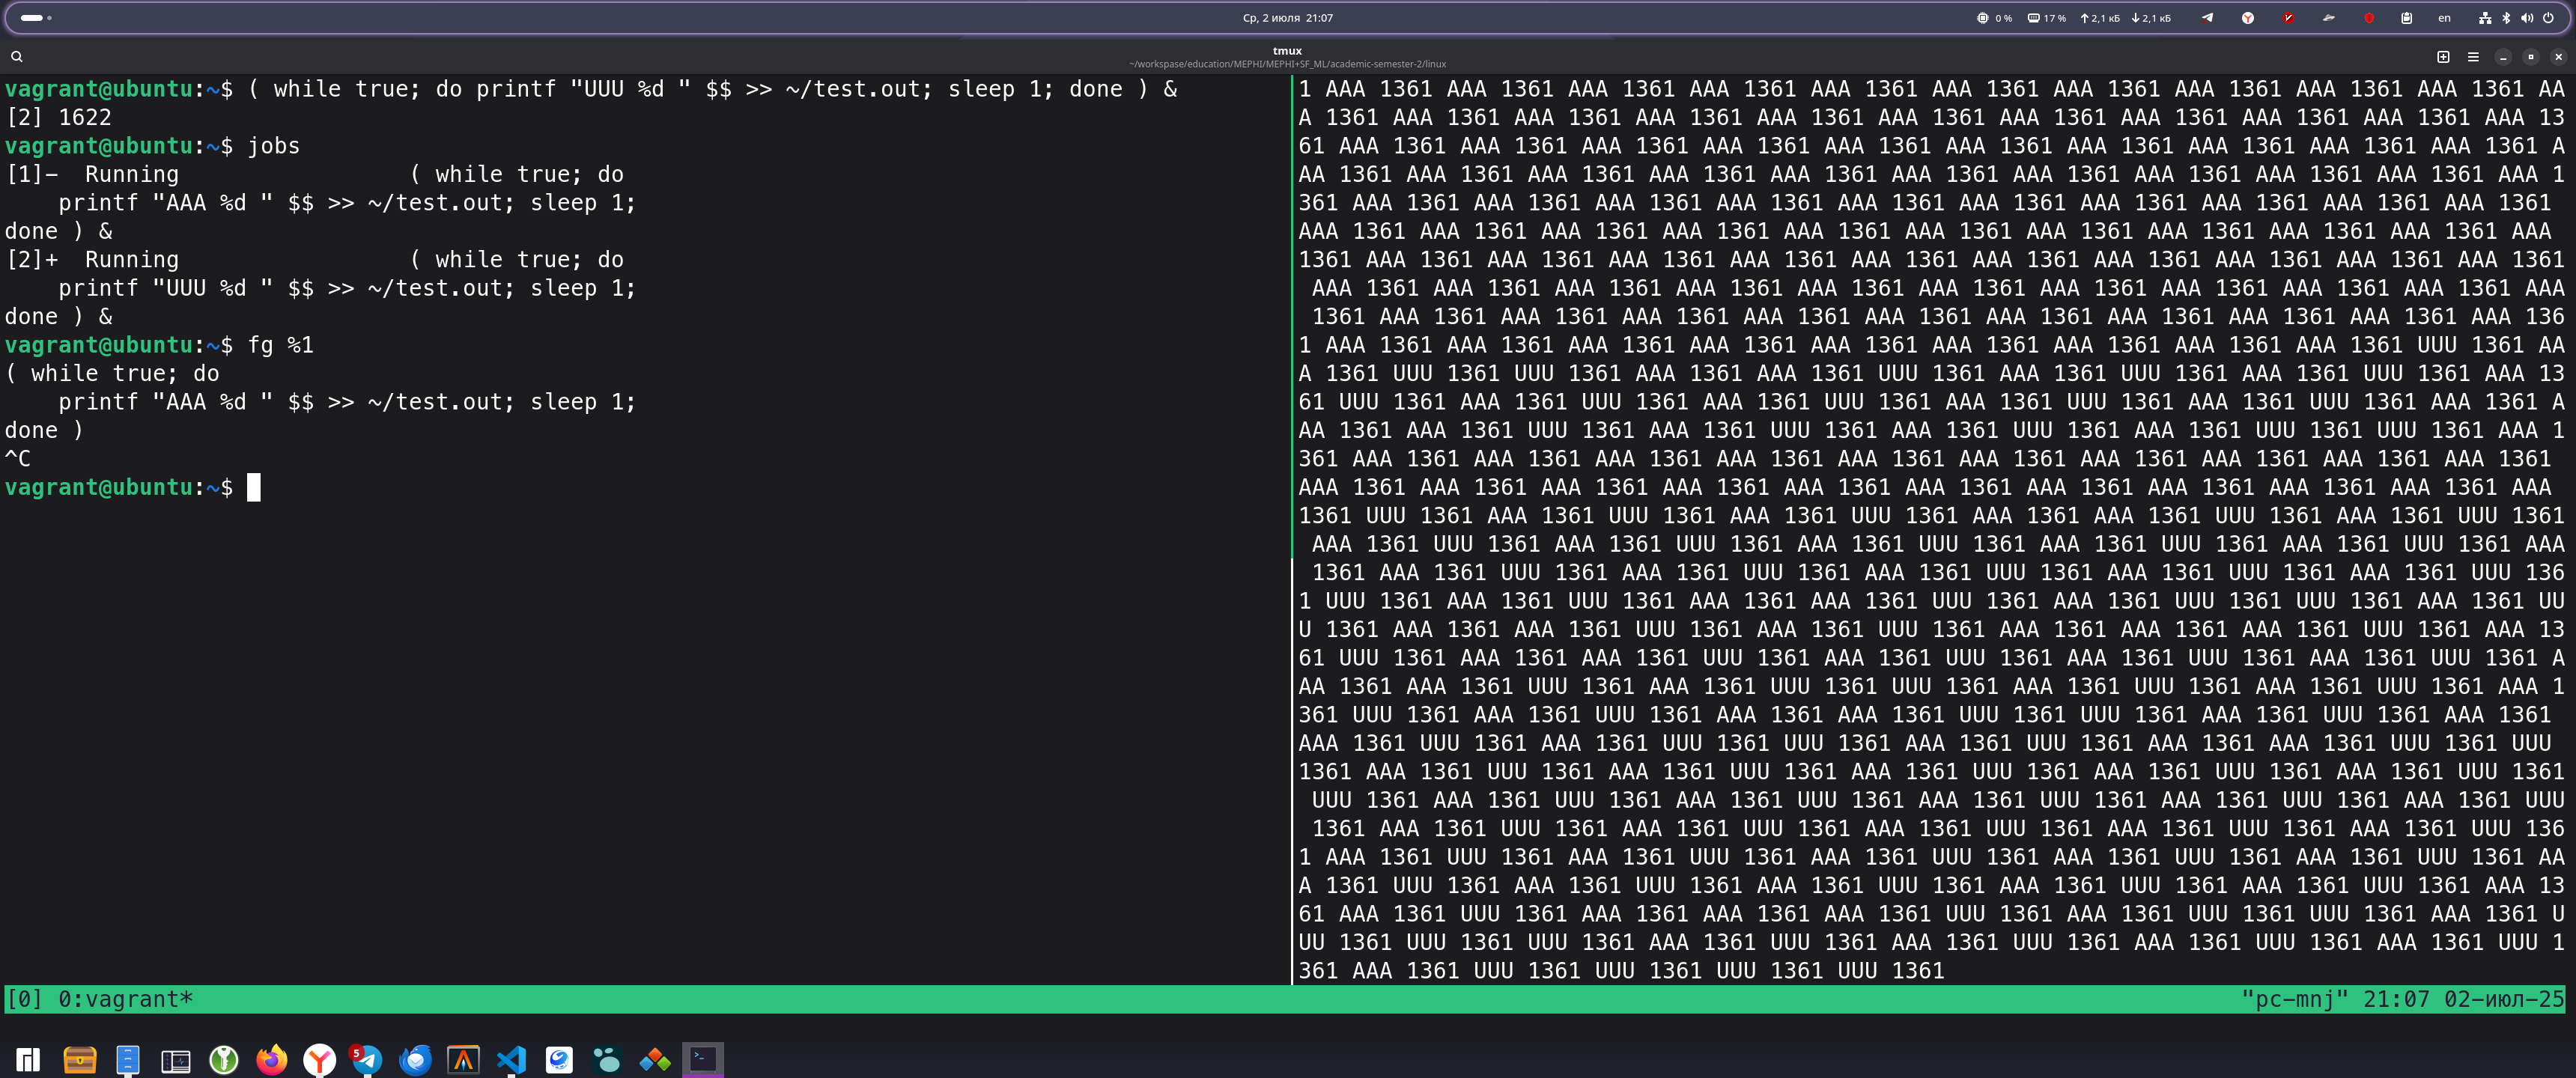 Ср, 2 июля 21:07
0 % 17 % 2,1 кБ 2,1 кБ en
tmux
~/workspase/education/MEPHI/MEPHI+SF_ML/academic-semester-2/linux
vagrant@ubuntu:~$ ( while true; do printf "UUU %d " $$ >> ~/test.out; sleep 1; done ) &
[2] 1622
vagrant@ubuntu:~$ jobs
[1]-  Running                 ( while true; do
    printf "AAA %d " $$ >> ~/test.out; sleep 1;
done ) &
[2]+  Running                 ( while true; do
    printf "UUU %d " $$ >> ~/test.out; sleep 1;
done ) &
vagrant@ubuntu:~$ fg %1
( while true; do
    printf "AAA %d " $$ >> ~/test.out; sleep 1;
done )
^C
vagrant@ubuntu:~$
1 AAA 1361 AAA 1361 AAA 1361 AAA 1361 AAA 1361 AAA 1361 AAA 1361 AAA 1361 AAA 1361 AA
A 1361 AAA 1361 AAA 1361 AAA 1361 AAA 1361 AAA 1361 AAA 1361 AAA 1361 AAA 1361 AAA 13
61 AAA 1361 AAA 1361 AAA 1361 AAA 1361 AAA 1361 AAA 1361 AAA 1361 AAA 1361 AAA 1361 A
AA 1361 AAA 1361 AAA 1361 AAA 1361 AAA 1361 AAA 1361 AAA 1361 AAA 1361 AAA 1361 AAA 1
361 AAA 1361 AAA 1361 AAA 1361 AAA 1361 AAA 1361 AAA 1361 AAA 1361 AAA 1361 AAA 1361
AAA 1361 AAA 1361 AAA 1361 AAA 1361 AAA 1361 AAA 1361 AAA 1361 AAA 1361 AAA 1361 AAA
1361 AAA 1361 AAA 1361 AAA 1361 AAA 1361 AAA 1361 AAA 1361 AAA 1361 AAA 1361 AAA 1361
 AAA 1361 AAA 1361 AAA 1361 AAA 1361 AAA 1361 AAA 1361 AAA 1361 AAA 1361 AAA 1361 AAA
 1361 AAA 1361 AAA 1361 AAA 1361 AAA 1361 AAA 1361 AAA 1361 AAA 1361 AAA 1361 AAA 136
1 AAA 1361 AAA 1361 AAA 1361 AAA 1361 AAA 1361 AAA 1361 AAA 1361 AAA 1361 UUU 1361 AA
A 1361 UUU 1361 UUU 1361 AAA 1361 AAA 1361 UUU 1361 AAA 1361 UUU 1361 AAA 1361 UUU 1361 AAA 13
61 UUU 1361 AAA 1361 UUU 1361 AAA 1361 UUU 1361 AAA 1361 UUU 1361 AAA 1361 UUU 1361 AAA 1361 A
AA 1361 AAA 1361 UUU 1361 AAA 1361 UUU 1361 AAA 1361 UUU 1361 AAA 1361 UUU 1361 UUU 1361 AAA 1
361 AAA 1361 AAA 1361 AAA 1361 AAA 1361 AAA 1361 AAA 1361 AAA 1361 AAA 1361 AAA 1361
AAA 1361 AAA 1361 AAA 1361 AAA 1361 AAA 1361 AAA 1361 AAA 1361 AAA 1361 AAA 1361 AAA
1361 UUU 1361 AAA 1361 UUU 1361 AAA 1361 UUU 1361 AAA 1361 AAA 1361 UUU 1361 AAA 1361 UUU 1361
 AAA 1361 UUU 1361 AAA 1361 UUU 1361 AAA 1361 UUU 1361 AAA 1361 UUU 1361 AAA 1361 UUU 1361 AAA
 1361 AAA 1361 UUU 1361 AAA 1361 UUU 1361 AAA 1361 UUU 1361 AAA 1361 UUU 1361 AAA 1361 UUU 136
1 UUU 1361 AAA 1361 UUU 1361 AAA 1361 AAA 1361 UUU 1361 AAA 1361 UUU 1361 UUU 1361 AAA 1361 UU
U 1361 AAA 1361 AAA 1361 UUU 1361 AAA 1361 UUU 1361 AAA 1361 AAA 1361 AAA 1361 UUU 1361 AAA 13
61 UUU 1361 AAA 1361 AAA 1361 UUU 1361 AAA 1361 UUU 1361 AAA 1361 UUU 1361 AAA 1361 UUU 1361 A
AA 1361 AAA 1361 UUU 1361 AAA 1361 UUU 1361 UUU 1361 AAA 1361 UUU 1361 AAA 1361 UUU 1361 AAA 1
361 UUU 1361 AAA 1361 UUU 1361 AAA 1361 AAA 1361 UUU 1361 UUU 1361 AAA 1361 UUU 1361 AAA 1361
AAA 1361 UUU 1361 AAA 1361 UUU 1361 UUU 1361 AAA 1361 UUU 1361 AAA 1361 AAA 1361 UUU 1361 UUU
1361 AAA 1361 UUU 1361 AAA 1361 UUU 1361 AAA 1361 UUU 1361 AAA 1361 UUU 1361 AAA 1361 UUU 1361
 UUU 1361 AAA 1361 UUU 1361 AAA 1361 UUU 1361 AAA 1361 UUU 1361 AAA 1361 UUU 1361 AAA 1361 UUU
 1361 AAA 1361 UUU 1361 AAA 1361 UUU 1361 AAA 1361 UUU 1361 AAA 1361 UUU 1361 AAA 1361 UUU 136
1 AAA 1361 UUU 1361 AAA 1361 UUU 1361 AAA 1361 UUU 1361 AAA 1361 UUU 1361 AAA 1361 UUU 1361 AA
A 1361 UUU 1361 AAA 1361 UUU 1361 AAA 1361 UUU 1361 AAA 1361 UUU 1361 AAA 1361 UUU 1361 AAA 13
61 AAA 1361 UUU 1361 AAA 1361 AAA 1361 AAA 1361 UUU 1361 AAA 1361 UUU 1361 UUU 1361 AAA 1361 U
UU 1361 UUU 1361 UUU 1361 AAA 1361 UUU 1361 AAA 1361 UUU 1361 AAA 1361 UUU 1361 AAA 1361 UUU 1
361 AAA 1361 UUU 1361 UUU 1361 UUU 1361 UUU 1361
[0] 0:vagrant* "pc-mnj" 21:07 02-июл-25
5